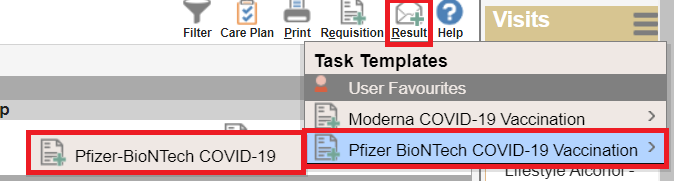 Visits
Filter Care Plan Print Requisition Result Help
Task Templates
User Favourites
p
Moderna COVID-19 Vaccination
Pfizer-BioNTech COVID-19
Pfizer BioNTech COVID-19 Vaccination
Lifestyle Alcohol -